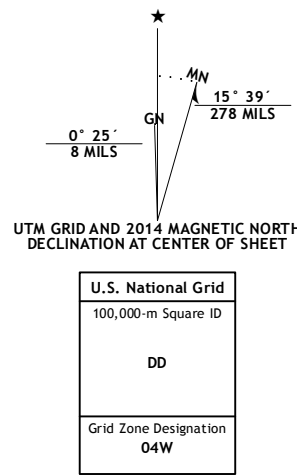 MN
GN
15° 39´
278 MILS
0° 25´
8 MILS
UTM GRID AND 2014 MAGNETIC NORTH
DECLINATION AT CENTER OF SHEET
U.S. National Grid
100,000-m Square ID
DD
Grid Zone Designation
04W